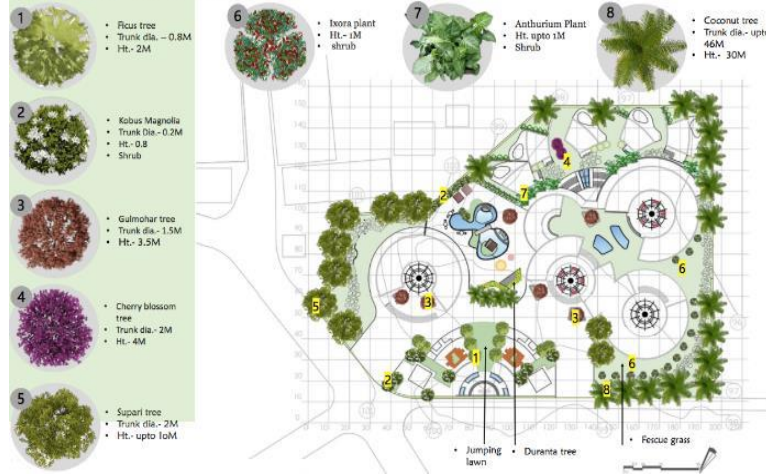 1
Ficus tree
Trunk dia. – 0.8M
Ht.- 2M
2
Kobus Magnolia
Trunk Dia.- 0.2M
Ht.- 0.8
Shrub
3
Gulmohar tree
Trunk dia.- 1.5M
Ht.- 3.5M
4
Cherry blossom
tree
Trunk dia.- 2M
Ht.- 4M
5
Supari tree
Trunk dia.- 2M
Ht.- upto 10M
6
Ixora plant
Ht.- 1M
shrub
7
Anthurium Plant
Ht. upto 1M
Shrub
8
Coconut tree
Trunk dia.- upto
46M
Ht.- 30M
4
2
7
6
5
3
3
1
2
6
8
Jumping
lawn
Duranta tree
Fescue grass